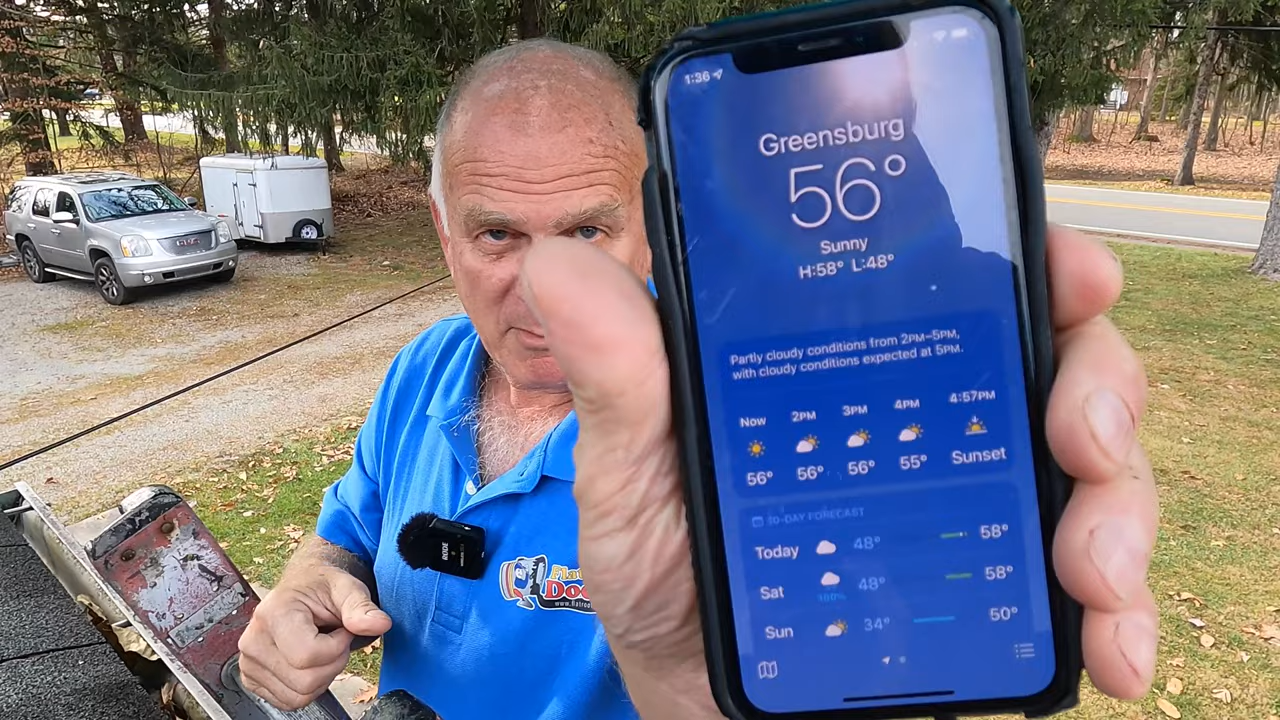 1:36
Greensburg
56°
Sunny
H:58° L:48°
Partly cloudy conditions from 2PM–5PM,
with cloudy conditions expected at 5PM.
Now 2PM 3PM 4PM 4:57PM
56° 56° 56° 55° Sunset
10-DAY FORECAST
Today 48° 58°
Sat 48° 58°
100%
Sun 34° 50°
RODE
GMC